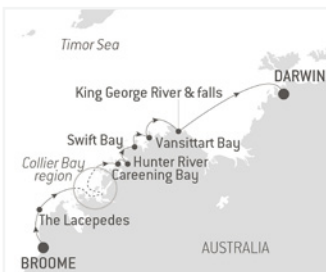 Timor Sea
DARWIN
King George River & falls
Swift Bay
Vansittart Bay
Collier Bay
region
Hunter River
Careening Bay
The Lacepedes
AUSTRALIA
BROOME